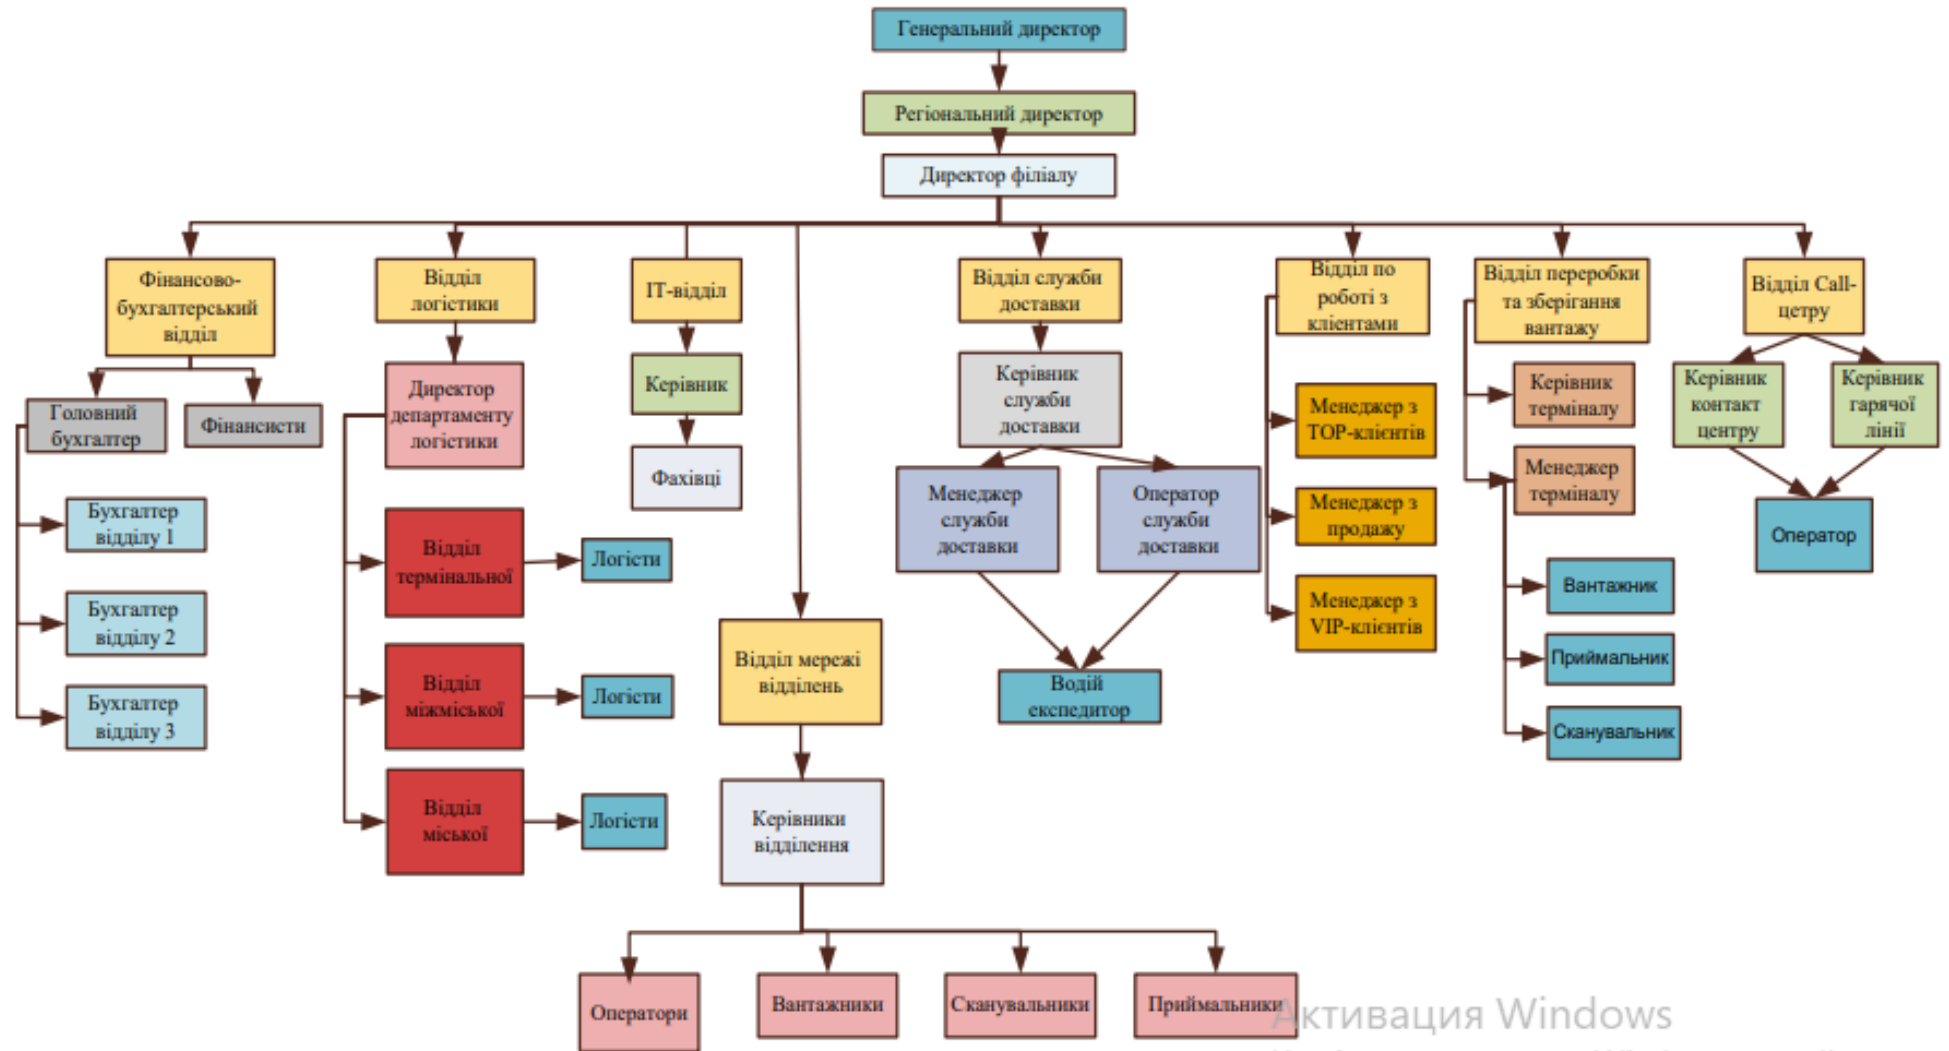 Генеральний директор
Регіональний директор
Директор філіалу
Фінансово-
бухгалтерський
відділ
Відділ
логістики
ІТ-відділ
Відділ служби
доставки
Відділ по
роботі з
клієнтами
Відділ переробки
та зберігання
вантажу
Відділ Call-
цетру
Головний
бухгалтер
Фінансисти
Директор
департаменту
логістики
Керівник
Керівник
служби
доставки
Менеджер з
TOP-клієнтів
Керівник
терміналу
Керівник
контакт
центру
Керівник
гарячої
лінії
Фахівці
Менеджер
служби
доставки
Оператор
служби
доставки
Менеджер з
продажу
Менеджер
терміналу
Оператор
Бухгалтер
відділу 1
Відділ
термінальної
Логісти
Менеджер з
VIP-клієнтів
Вантажник
Бухгалтер
відділу 2
Відділ
міжміської
Логісти
Відділ мережі
відділень
Водій
експедитор
Приймальник
Бухгалтер
відділу 3
Сканувальник
Відділ
міської
Логісти
Керівники
відділення
Оператори
Вантажники
Сканувальники
Приймальники
Активация Windows